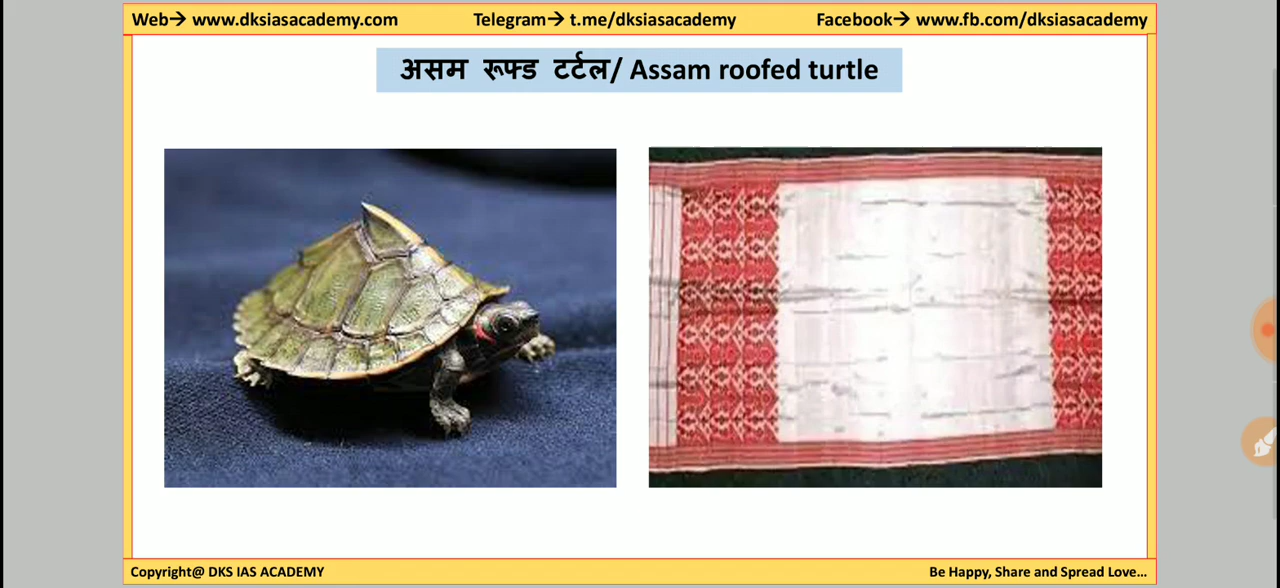 Web→ www.dksiasacademy.com Telegram→ t.me/dksiasacademy Facebook→ www.fb.com/dksiasacademy
असम रूफ्ड टर्टल/ Assam roofed turtle
Copyright@ DKS IAS ACADEMY Be Happy, Share and Spread Love...